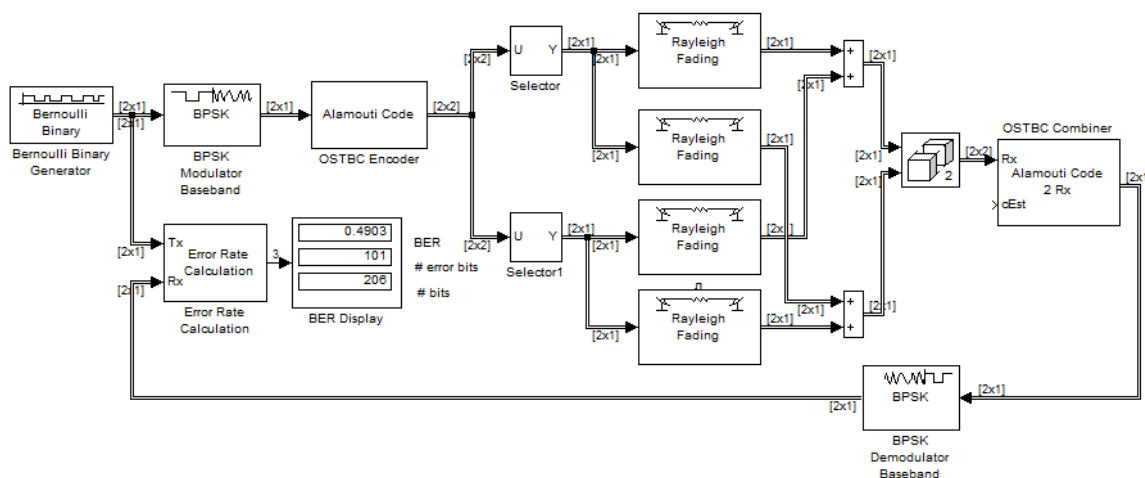 [2x1]
[2x1]
Bernoulli
Binary
Bernoulli Binary
Generator
BPSK
[2x1]
BPSK
Modulator
Baseband
Alamouti Code
[2x2]
OSTBC Encoder
[2x2]
U Y
[2x1]
Selector
[2x1]
Rayleigh
Fading
[2x1]
Rayleigh
Fading
[2x1]
[2x2]
U Y
[2x1]
Selector1
[2x1]
Rayleigh
Fading
[2x1]
Л
Rayleigh
Fading
[2x1]
+
+
[2x1]
[2x1]
+
+
[2x1]
[2x1]
2
[2x2]
OSTBC Combiner
Rx
Alamouti Code
2 Rx
cEst
[2x1
[2x1]
Tx
Rx
Error Rate
Calculation
3
[2x1]
Error Rate
Calculation
0.4903
101
206
BER Display
BER
# error bits
# bits
[2x1]
BPSK
[2x1]
BPSK
Demodulator
Baseband